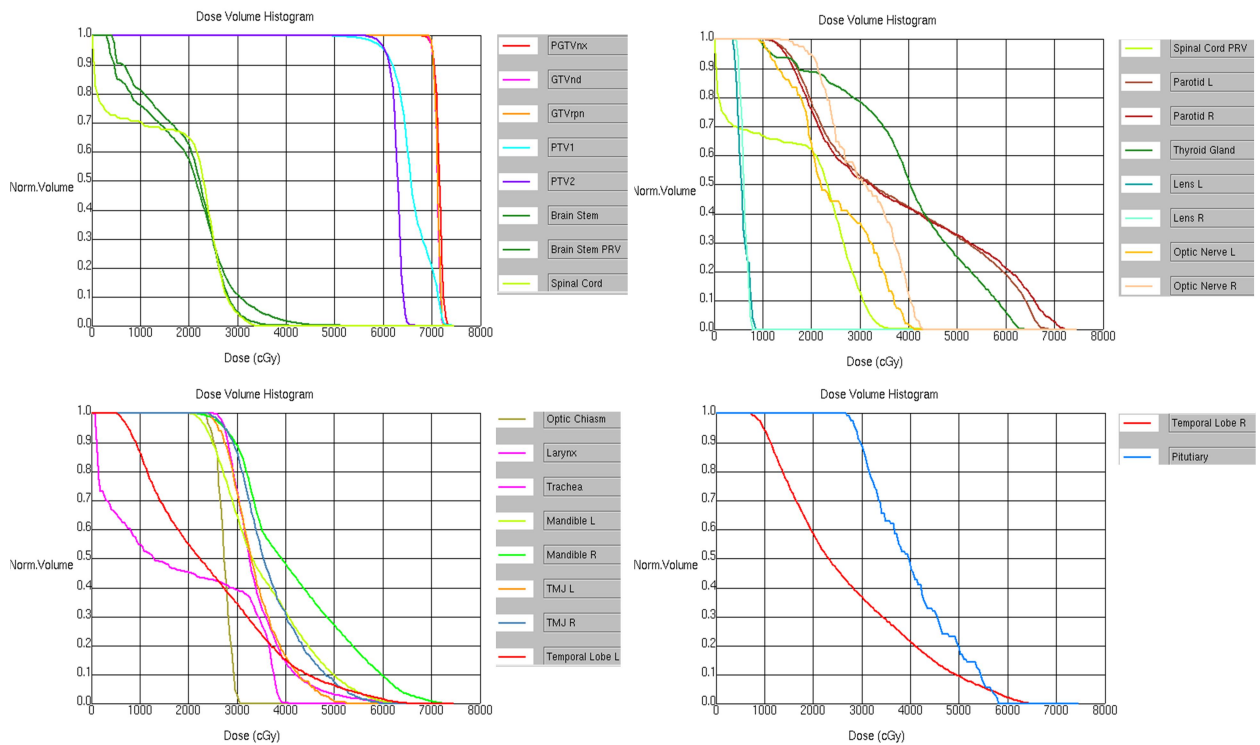 Dose Volume Histogram
1.0
0.9
0.8
0.7
0.6
0.5
Norm.Volume
0.4
0.3
0.2
0.1
0.0
0 1000 2000 3000 4000 5000 6000 7000 8000
Dose (cGy)
PGTVnx
GTVnd
GTVrpn
PTV1
PTV2
Brain Stem
Brain Stem PRV
Spinal Cord
Dose Volume Histogram
1.0
0.9
0.8
0.7
0.6
0.5
Norm.Volume
0.4
0.3
0.2
0.1
0.0
0 1000 2000 3000 4000 5000 6000 7000 8000
Dose (cGy)
Spinal Cord PRV
Parotid L
Parotid R
Thyroid Gland
Lens L
Lens R
Optic Nerve L
Optic Nerve R
Dose Volume Histogram
1.0
0.9
0.8
0.7
0.6
0.5
Norm.Volume
0.4
0.3
0.2
0.1
0.0
0 1000 2000 3000 4000 5000 6000 7000 8000
Dose (cGy)
Optic Chiasm
Larynx
Trachea
Mandible L
Mandible R
TMJ L
TMJ R
Temporal Lobe L
Dose Volume Histogram
1.0
0.9
0.8
0.7
0.6
0.5
Norm.Volume
0.4
0.3
0.2
0.1
0.0
0 1000 2000 3000 4000 5000 6000 7000 8000
Dose (cGy)
Temporal Lobe R
Pitutiary